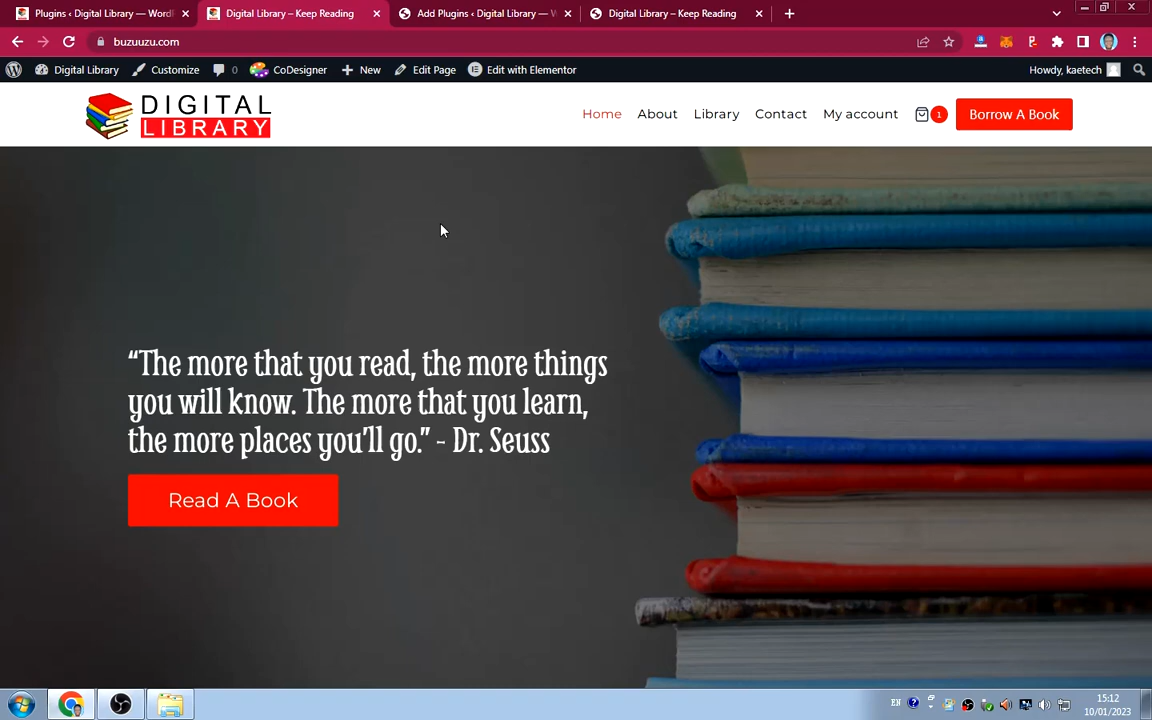 Plugins ‹ Digital Library — WordP
Digital Library – Keep Reading
Add Plugins ‹ Digital Library — W
Digital Library – Keep Reading
buzuuzu.com
Digital Library
Customize
0
CoDesigner
New
Edit Page
Edit with Elementor
Howdy, kaetech
DIGITAL
LIBRARY
Home
About
Library
Contact
My account
1
Borrow A Book
“The more that you read, the more things
you will know. The more that you learn,
the more places you’ll go.” - Dr. Seuss
Read A Book
EN
15:12
10/01/2023